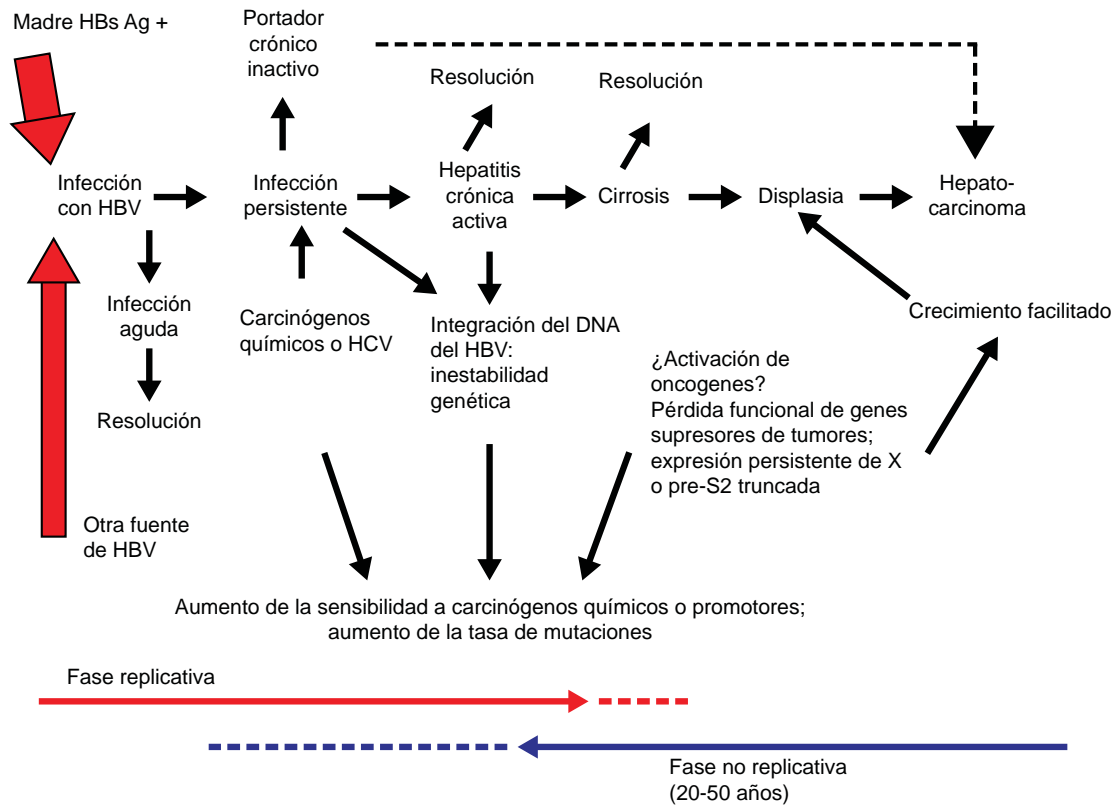 Madre HBs Ag +
Portador
crónico
inactivo
Resolución
Resolución
Infección
con HBV
Infección
persistente
Hepatitis
crónica
activa
Cirrosis
Displasia
Hepato-
carcinoma
Infección
aguda
Resolución
Carcinógenos
químicos o HCV
Integración del DNA
del HBV:
inestabilidad
genética
Crecimiento facilitado
¿Activación de
oncogenes?
Pérdida funcional de genes
supresores de tumores;
expresión persistente de X
o pre-S2 truncada
Otra fuente
de HBV
Aumento de la sensibilidad a carcinógenos químicos o promotores;
aumento de la tasa de mutaciones
Fase replicativa
Fase no replicativa
(20-50 años)